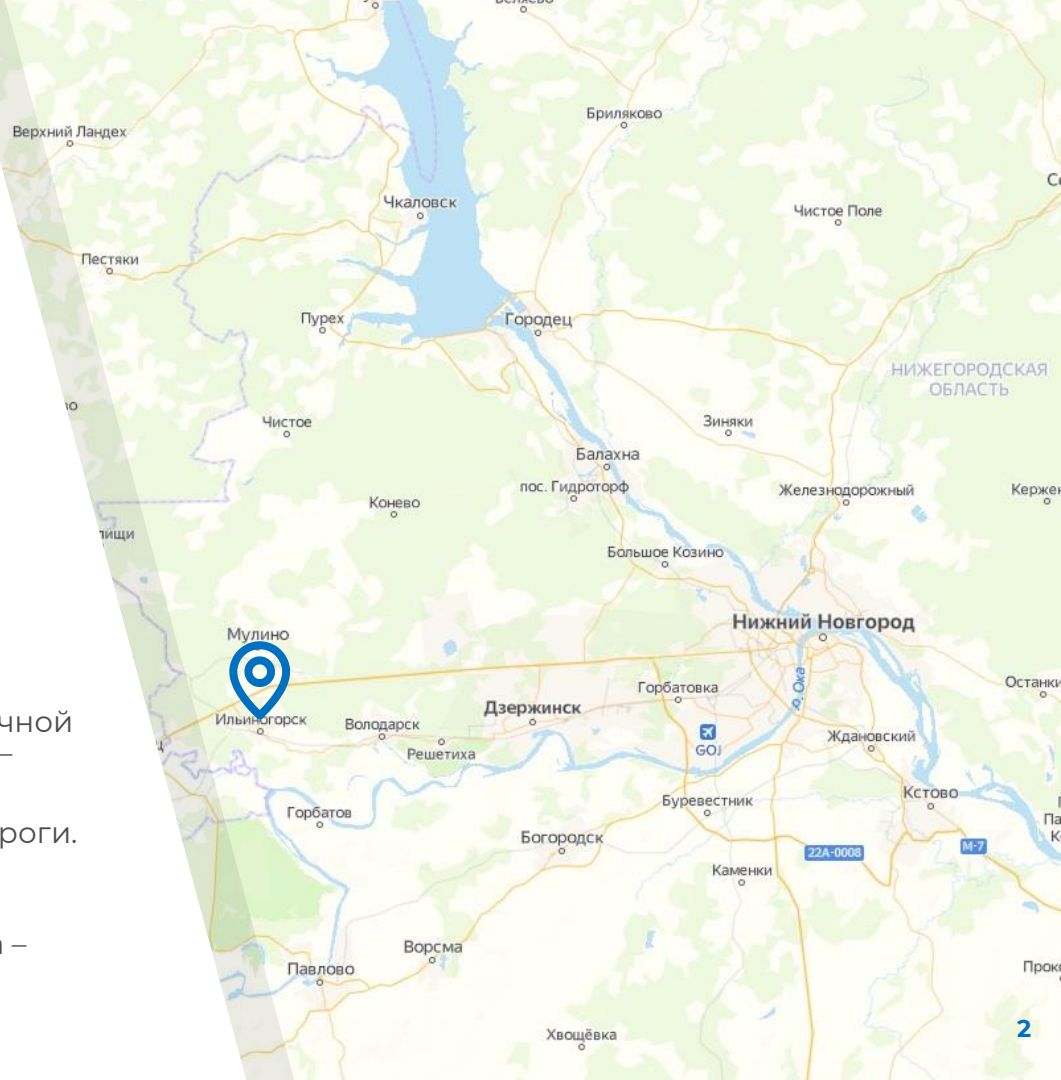 Верхний Ландех
Бриляково
Чкаловск
Чистое Поле
Пестяки
Пурех
Городец
НИЖЕГОРОДСКАЯ
ОБЛАСТЬ
Чистое
Зиняки
Балахна
пос. Гидроторф
Железнодорожный
Конево
Большое Козино
Мулино
Нижний Новгород
р. Ока
Горбатовка
Дзержинск
Ильиногорск
Володарск
Решетиха
GOJ
Ждановский
чной
–
Горбатов
Буревестник
Кстово
роги.
Богородск
22А-0008
М-7
Каменки
–
Ворсма
Павлово
Хвощёвка
2